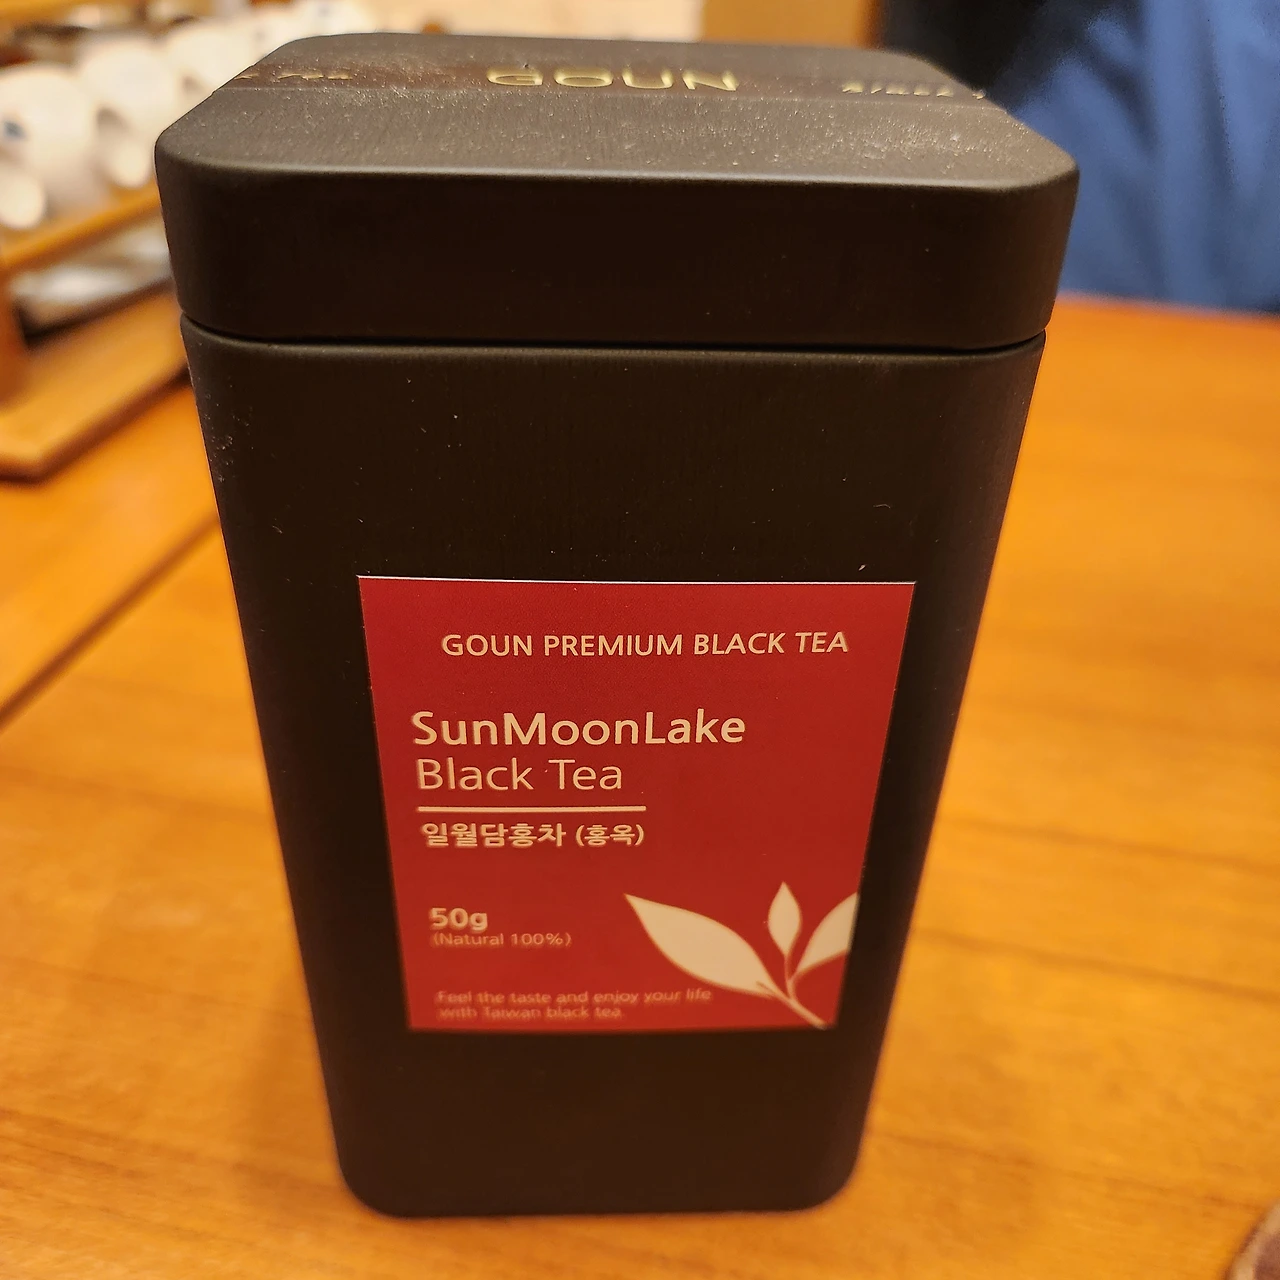 GOUN
GOUN PREMIUM BLACK TEA
SunMoonLake
Black Tea
일월담홍차 (홍옥)
50g
(Natural 100%)
Feel the taste and enjoy your life
with Taiwan black tea